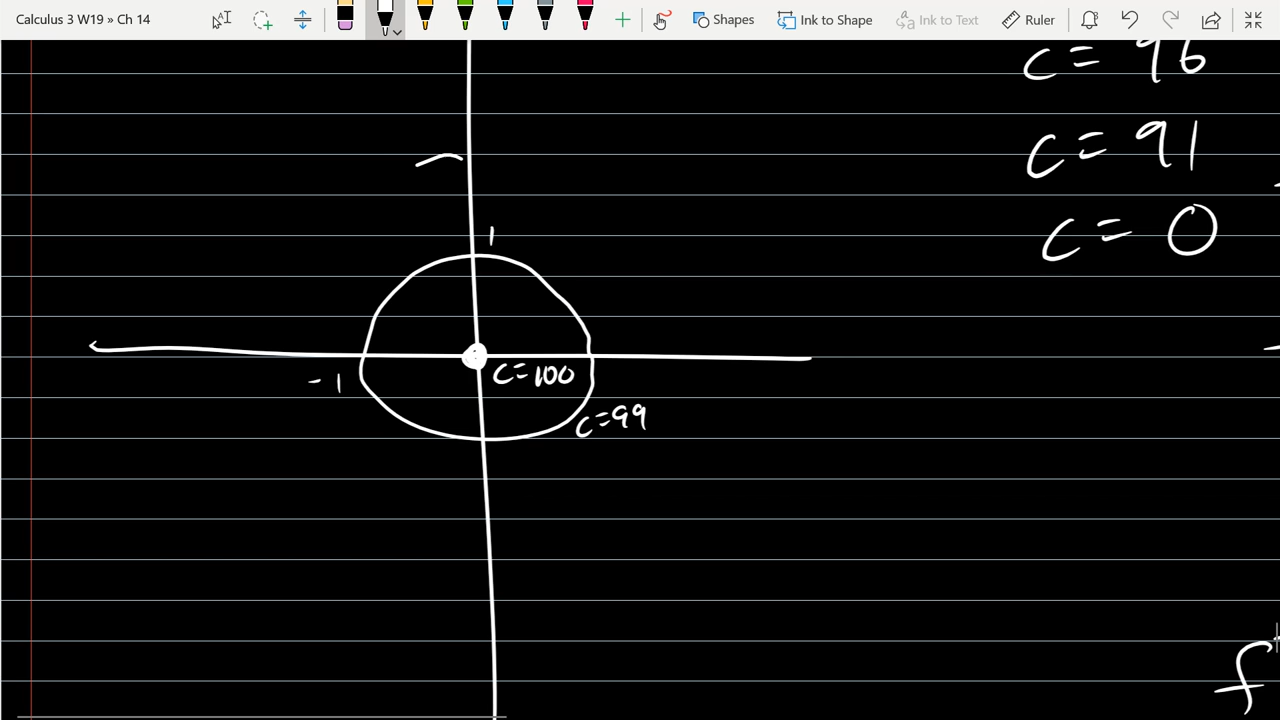 Calculus 3 W19 » Ch 14
Shapes
Ink to Shape
Ink to Text
Ruler
c = 96
c = 91
c = 0
1
-1
c=100
c=99
f